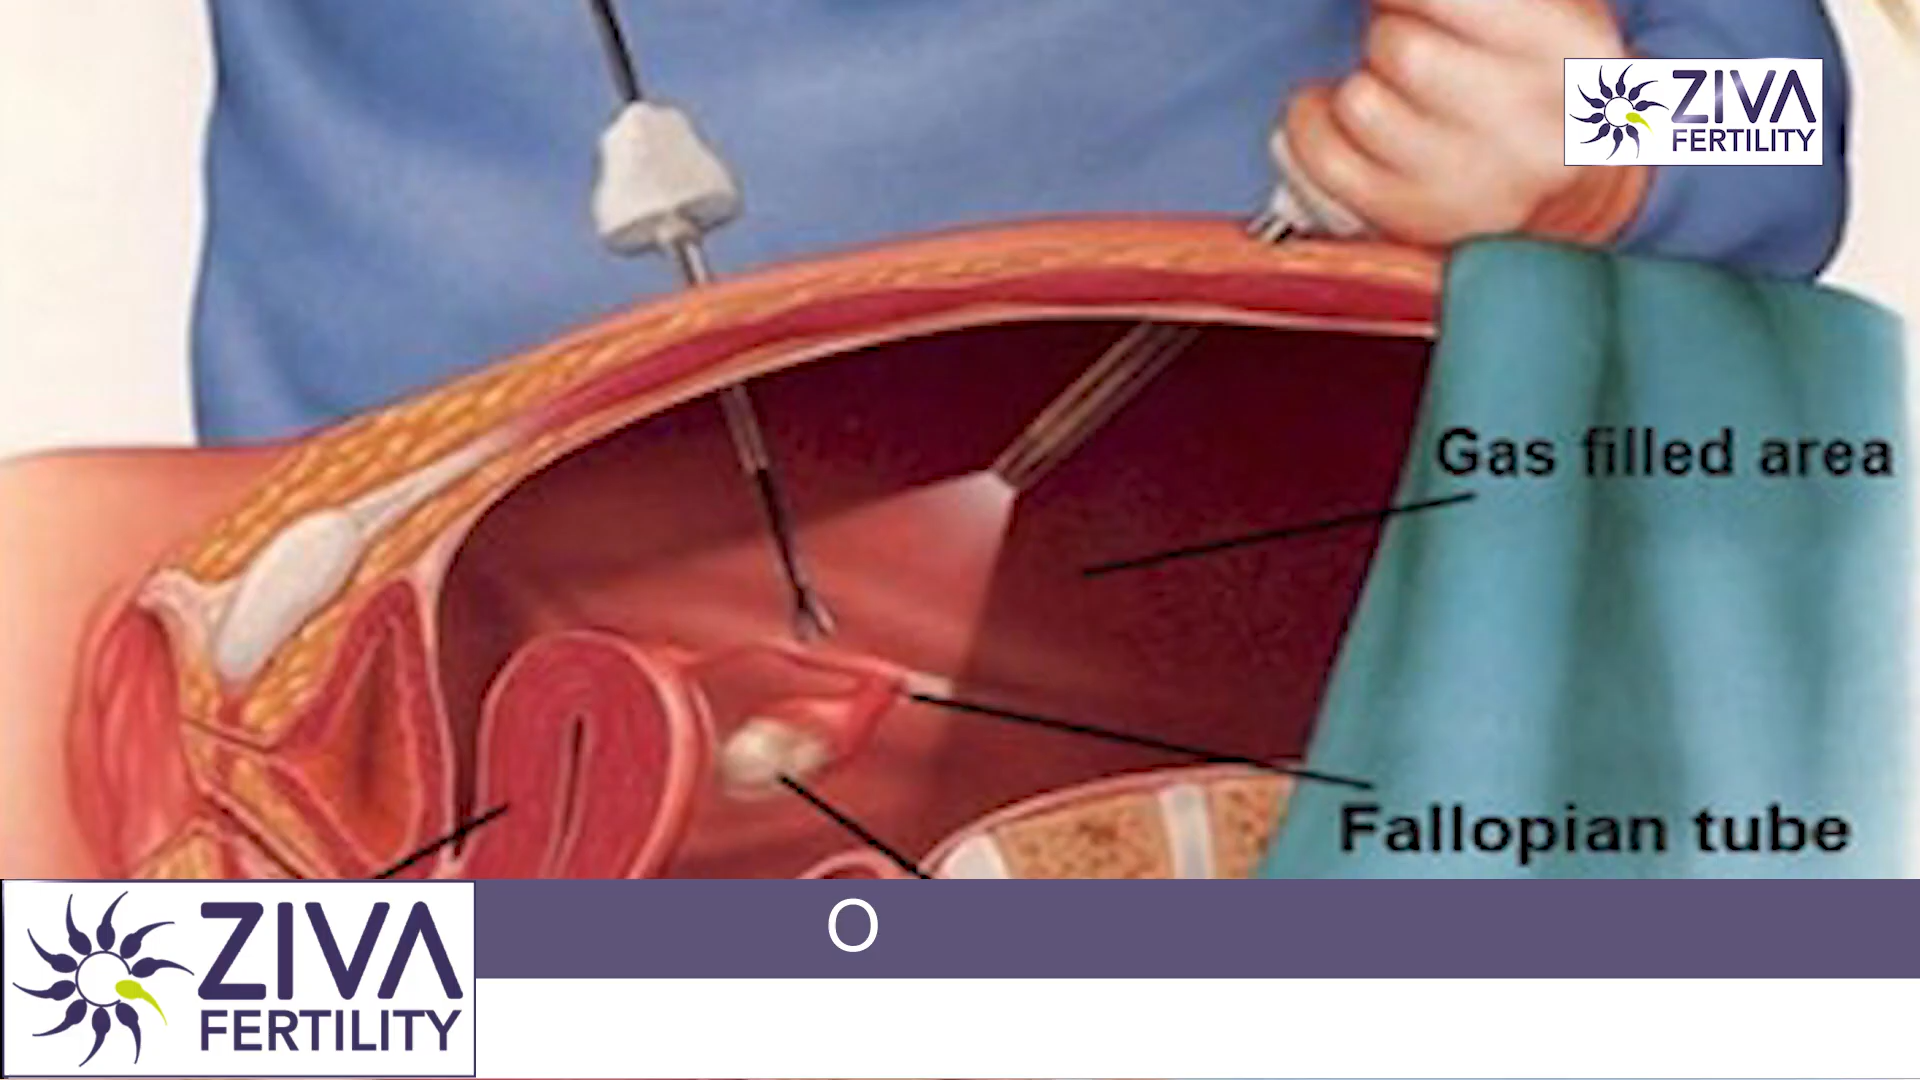 ZIVA
FERTILITY
Gas filled area
Fallopian tube
O
ZIVA
FERTILITY